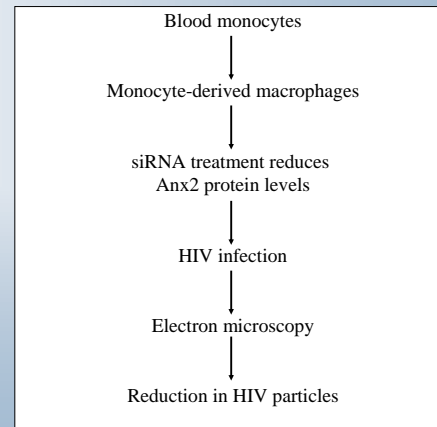 Blood monocytes
Monocyte-derived macrophages
siRNA treatment reduces
Anx2 protein levels
HIV infection
Electron microscopy
Reduction in HIV particles